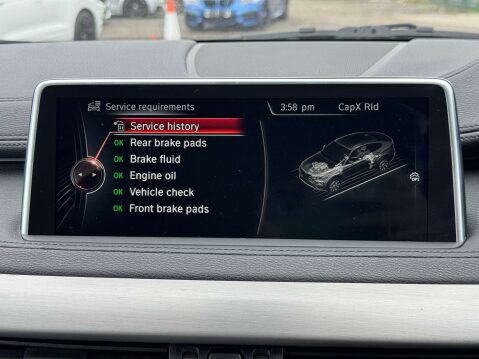 Service requirements
3:58 pm CapX Rld
Service history
OK Rear brake pads
OK Brake fluid
OK Engine oil
OK Vehicle check
OK Front brake pads